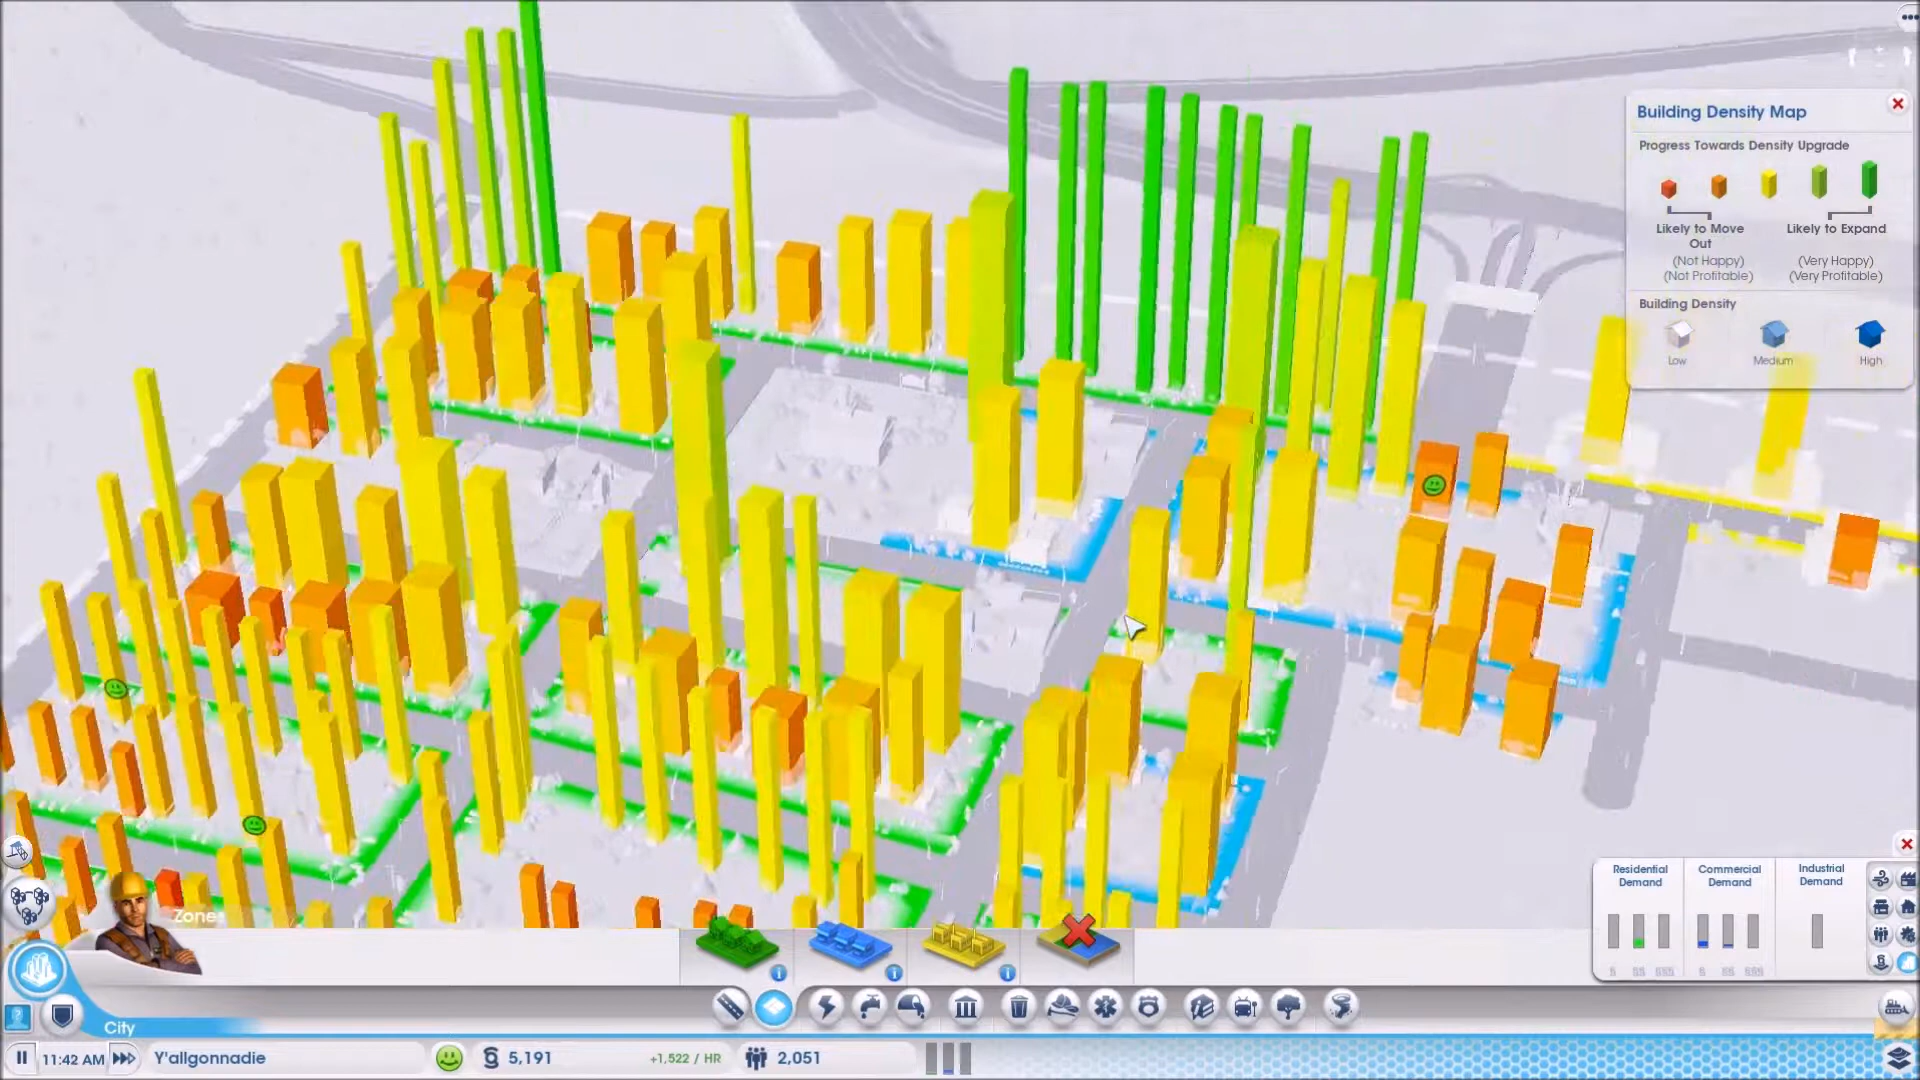 Building Density Map
Progress Towards Density Upgrade
Likely to Move
Out
(Not Happy)
(Not Profitable)
Likely to Expand
(Very Happy)
(Very Profitable)
Building Density
Low
Medium
High
Residential
Demand
Commercial
Demand
Industrial
Demand
Zones
City
11:42 AM
Y'allgonnadie
5,191
+1,522 / HR
2,051